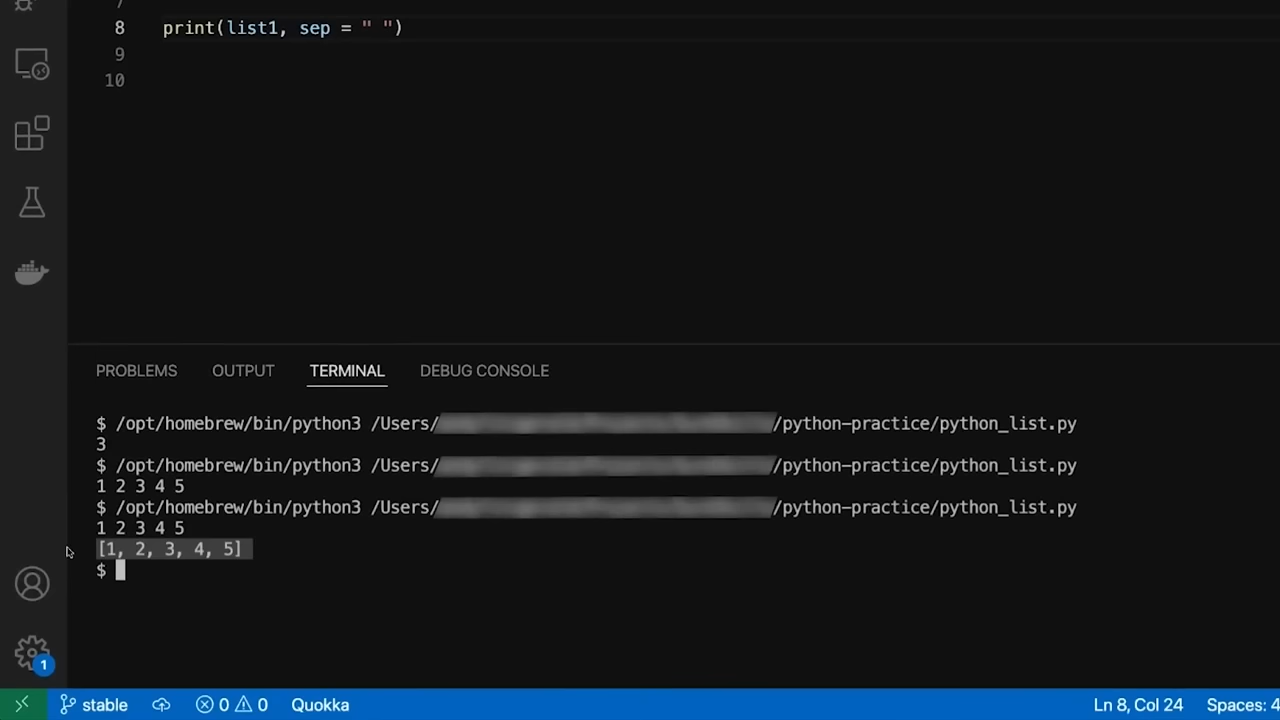 7
8 print(list1, sep = " ")
9
10
PROBLEMS OUTPUT TERMINAL DEBUG CONSOLE
$ /opt/homebrew/bin/python3 /Users/ /python-practice/python_list.py
3
$ /opt/homebrew/bin/python3 /Users/ /python-practice/python_list.py
1 2 3 4 5
$ /opt/homebrew/bin/python3 /Users/ /python-practice/python_list.py
1 2 3 4 5
[1, 2, 3, 4, 5]
$
1
stable 0 0 Quokka Ln 8, Col 24 Spaces: 4